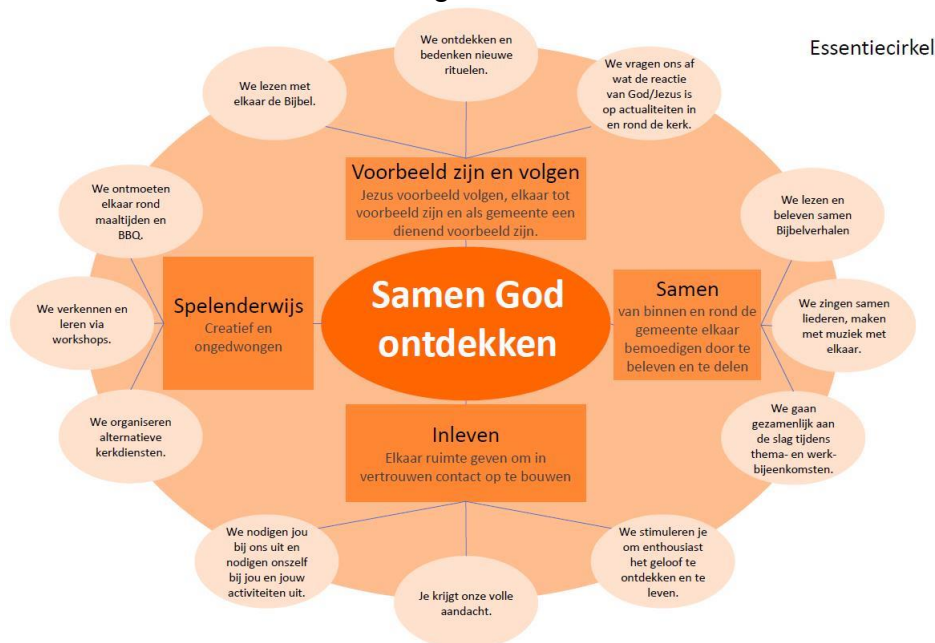 Essentiecirkel
We ontdekken en
bedenken nieuwe
rituelen.
We lezen met
elkaar de Bijbel.
We vragen ons af
wat de reactie
van God/Jezus is
op actualiteiten in
en rond de kerk.
Voorbeeld zijn en volgen
Jezus voorbeeld volgen, elkaar tot
voorbeeld zijn en als gemeente een
dienend voorbeeld zijn.
We ontmoeten
elkaar rond
maaltijden en
BBQ.
We verkennen en
leren via
workshops.
We organiseren
alternatieve
kerkdiensten.
Spelenderwijs
Creatief en
ongedwongen
Samen God
ontdekken
Samen
van binnen en rond de
gemeente elkaar
bemoedigen door te
beleven en te delen
We lezen en
beleven samen
Bijbelverhalen
We zingen samen
liederen, maken
met muziek met
elkaar.
We gaan
gezamenlijk aan
de slag tijdens
thema- en werk-
bijeenkomsten.
Inleven
Elkaar ruimte geven om in
vertrouwen contact op te bouwen
We nodigen jou
bij ons uit en
nodigen onszelf
bij jou en jouw
activiteiten uit.
Je krijgt onze volle
aandacht.
We stimuleren je
om enthousiast
het geloof te
ontdekken en te
leven.